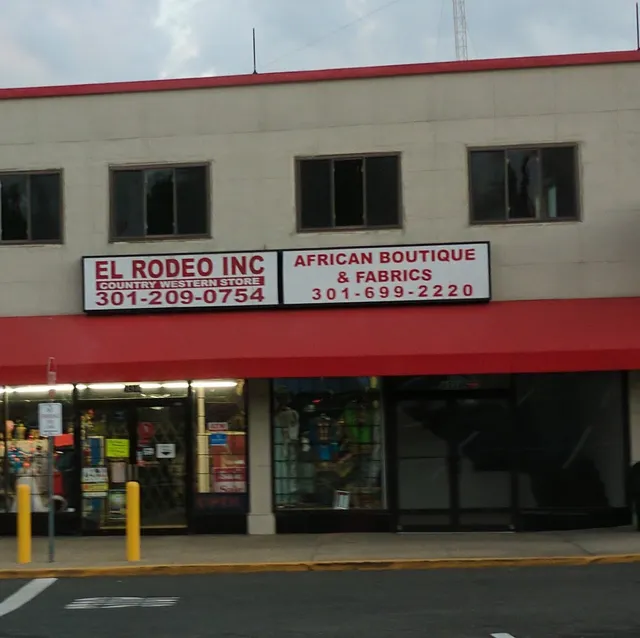 EL RODEO INC
COUNTRY WESTERN STORE
301-209-0754
AFRICAN BOUTIQUE
& FABRICS
301-699-2220